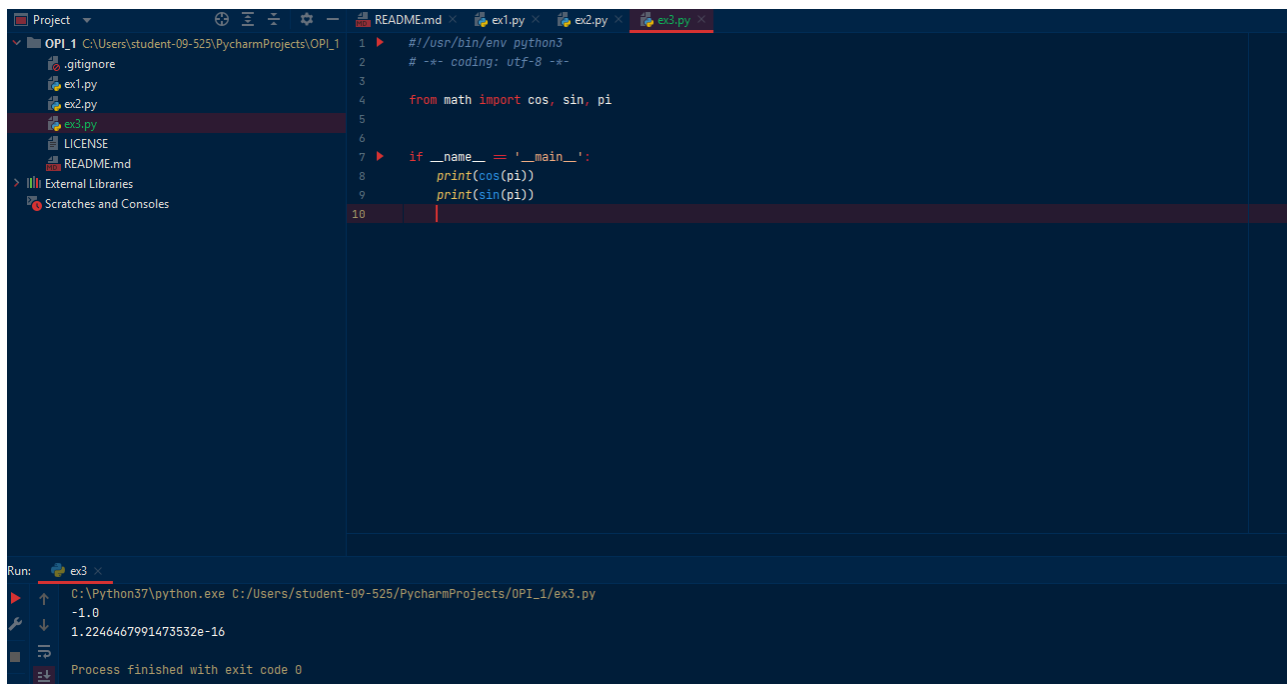 Project
OPI_1 C:\Users\student-09-525\PycharmProjects\OPI_1
.gitignore
ex1.py
ex2.py
ex3.py
LICENSE
README.md
External Libraries
Scratches and Consoles
README.md ex1.py ex2.py ex3.py
1 #!/usr/bin/env python3
2 # -*- coding: utf-8 -*-
3
4 from math import cos, sin, pi
5
6
7 if __name__ == '__main__':
8     print(cos(pi))
9     print(sin(pi))
10
Run: ex3
C:\Python37\python.exe C:/Users/student-09-525/PycharmProjects/OPI_1/ex3.py
-1.0
1.2246467991473532e-16
Process finished with exit code 0